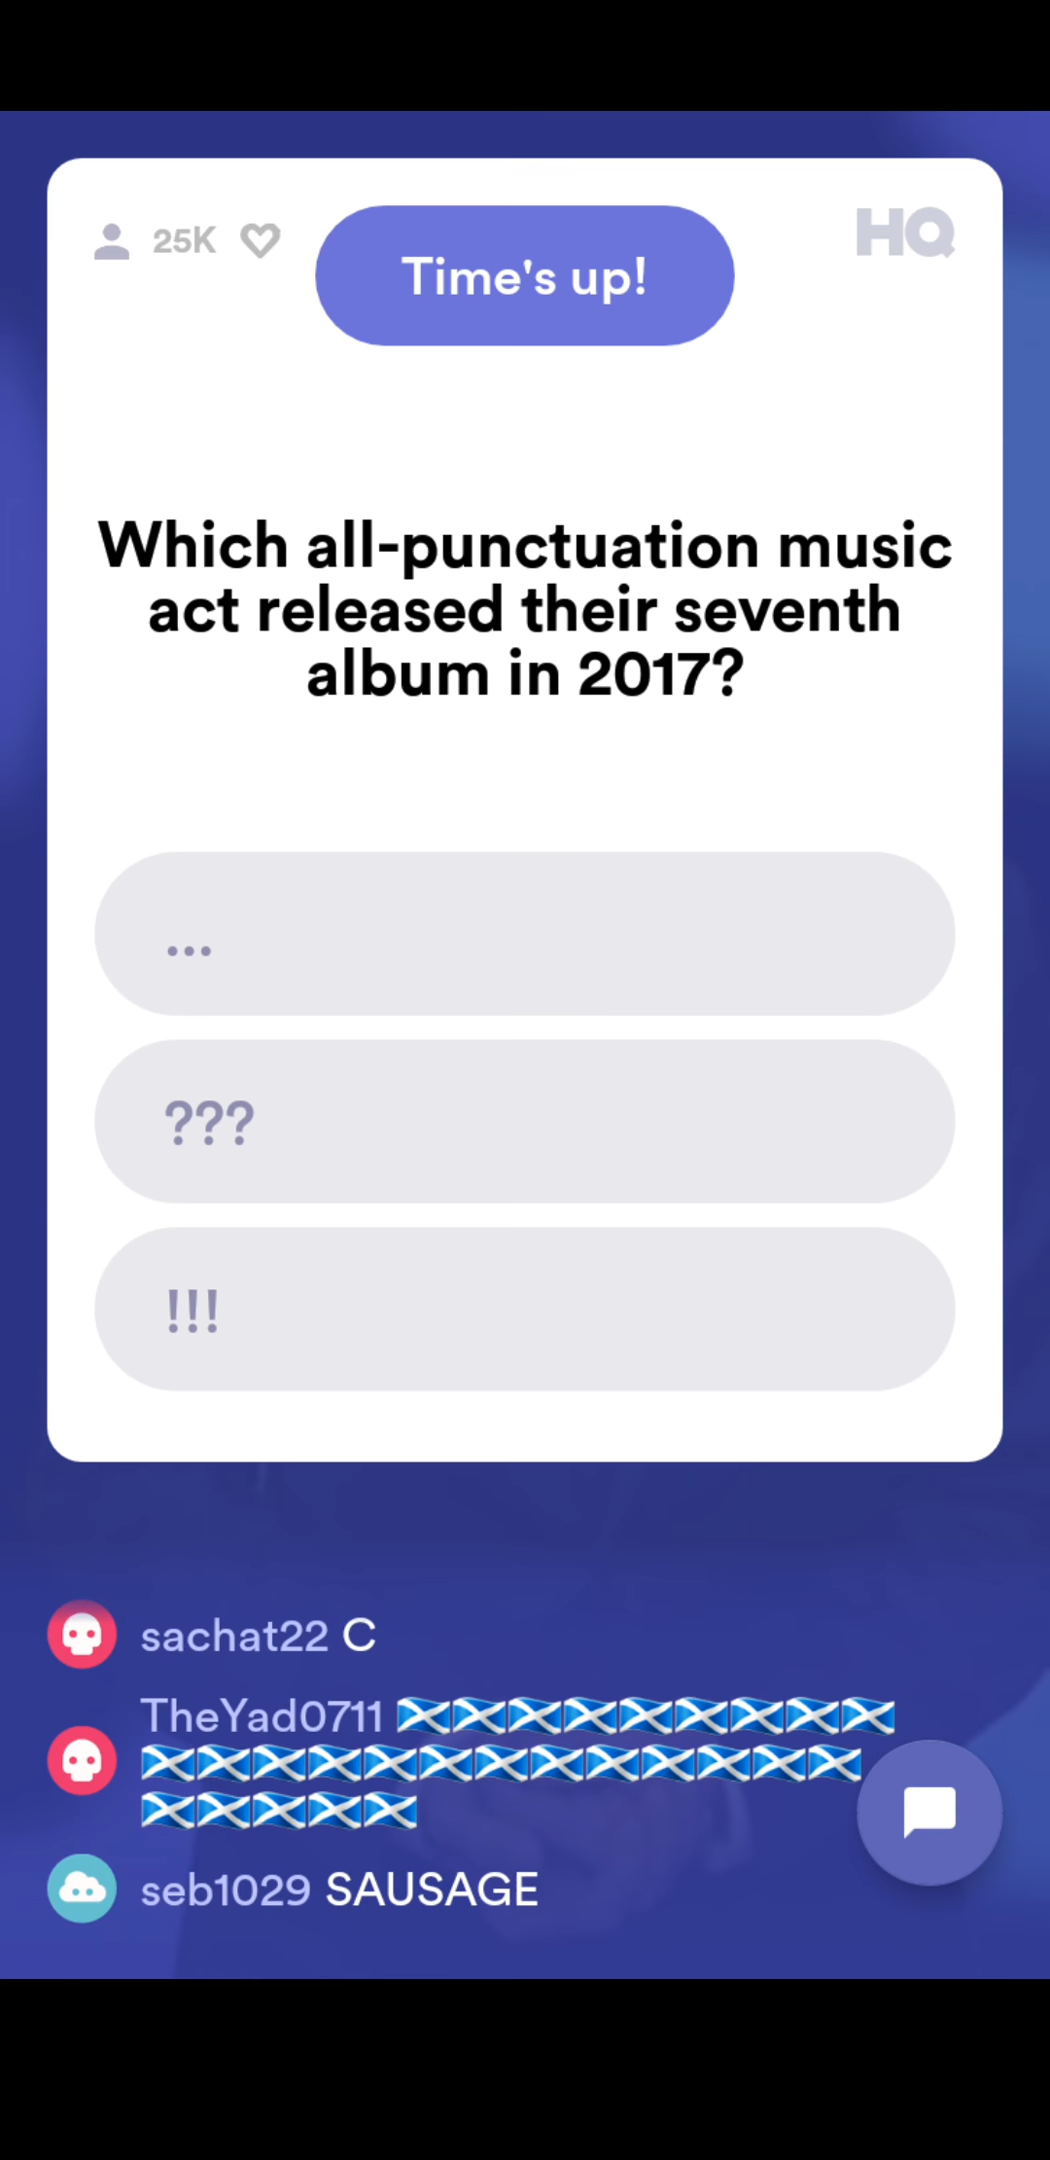 25K
Time's up!
HQ
Which all-punctuation music
act released their seventh
album in 2017?
...
???
!!!
sachat22 C
TheYad0711 🏴󠁧󠁢󠁳󠁣󠁴󠁿🏴󠁧󠁢󠁳󠁣󠁴󠁿🏴󠁧󠁢󠁳󠁣󠁴󠁿🏴󠁧󠁢󠁳󠁣󠁴󠁿🏴󠁧󠁢󠁳󠁣󠁴󠁿🏴󠁧󠁢󠁳󠁣󠁴󠁿🏴󠁧󠁢󠁳󠁣󠁴󠁿🏴󠁧󠁢󠁳󠁣󠁴󠁿🏴󠁧󠁢󠁳󠁣󠁴󠁿
🏴󠁧󠁢󠁳󠁣󠁴󠁿🏴󠁧󠁢󠁳󠁣󠁴󠁿🏴󠁧󠁢󠁳󠁣󠁴󠁿🏴󠁧󠁢󠁳󠁣󠁴󠁿🏴󠁧󠁢󠁳󠁣󠁴󠁿🏴󠁧󠁢󠁳󠁣󠁴󠁿🏴󠁧󠁢󠁳󠁣󠁴󠁿🏴󠁧󠁢󠁳󠁣󠁴󠁿🏴󠁧󠁢󠁳󠁣󠁴󠁿🏴󠁧󠁢󠁳󠁣󠁴󠁿🏴󠁧󠁢󠁳󠁣󠁴󠁿🏴󠁧󠁢󠁳󠁣󠁴󠁿🏴󠁧󠁢󠁳󠁣󠁴󠁿
🏴󠁧󠁢󠁳󠁣󠁴󠁿🏴󠁧󠁢󠁳󠁣󠁴󠁿🏴󠁧󠁢󠁳󠁣󠁴󠁿🏴󠁧󠁢󠁳󠁣󠁴󠁿🏴󠁧󠁢󠁳󠁣󠁴󠁿
seb1029 SAUSAGE